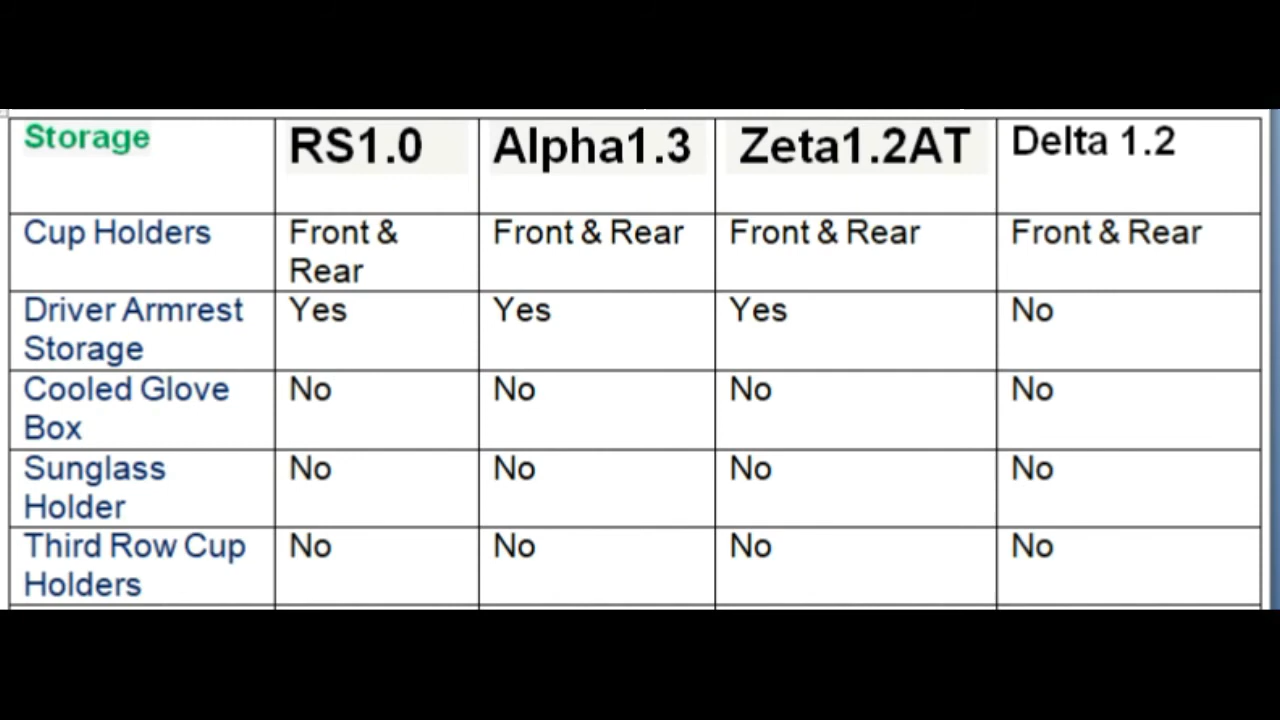 Storage RS1.0 Alpha1.3 Zeta1.2AT Delta 1.2
Cup Holders Front & Front & Rear Front & Rear Front & Rear
Rear
Driver Armrest Yes Yes Yes No
Storage
Cooled Glove No No No No
Box
Sunglass No No No No
Holder
Third Row Cup No No No No
Holders